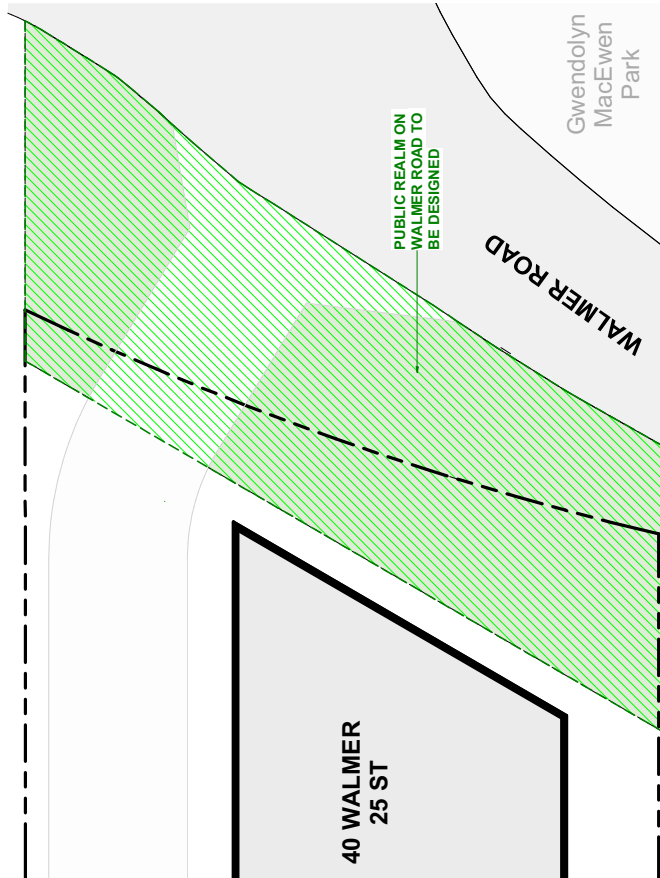 Gwendolyn
MacEwen
Park
PUBLIC REALM ON
WALMER ROAD TO
BE DESIGNED
WALMER ROAD
40 WALMER
25 ST